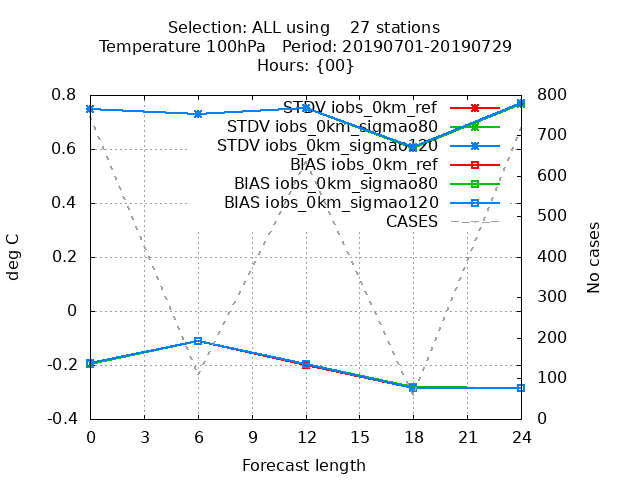 Selection: ALL using 27 stations
Temperature 100hPa Period: 20190701-20190729
Hours: {00}
0.8
0.6
0.4
0.2
0
-0.2
-0.4
800
700
600
500
400
300
200
100
0
deg C
No cases
STDV iobs_0km_ref
STDV iobs_0km_sigmao80
STDV iobs_0km_sigmao120
BIAS iobs_0km_ref
BIAS iobs_0km_sigmao80
BIAS iobs_0km_sigmao120
CASES
0 3 6 9 12 15 18 21 24
Forecast length